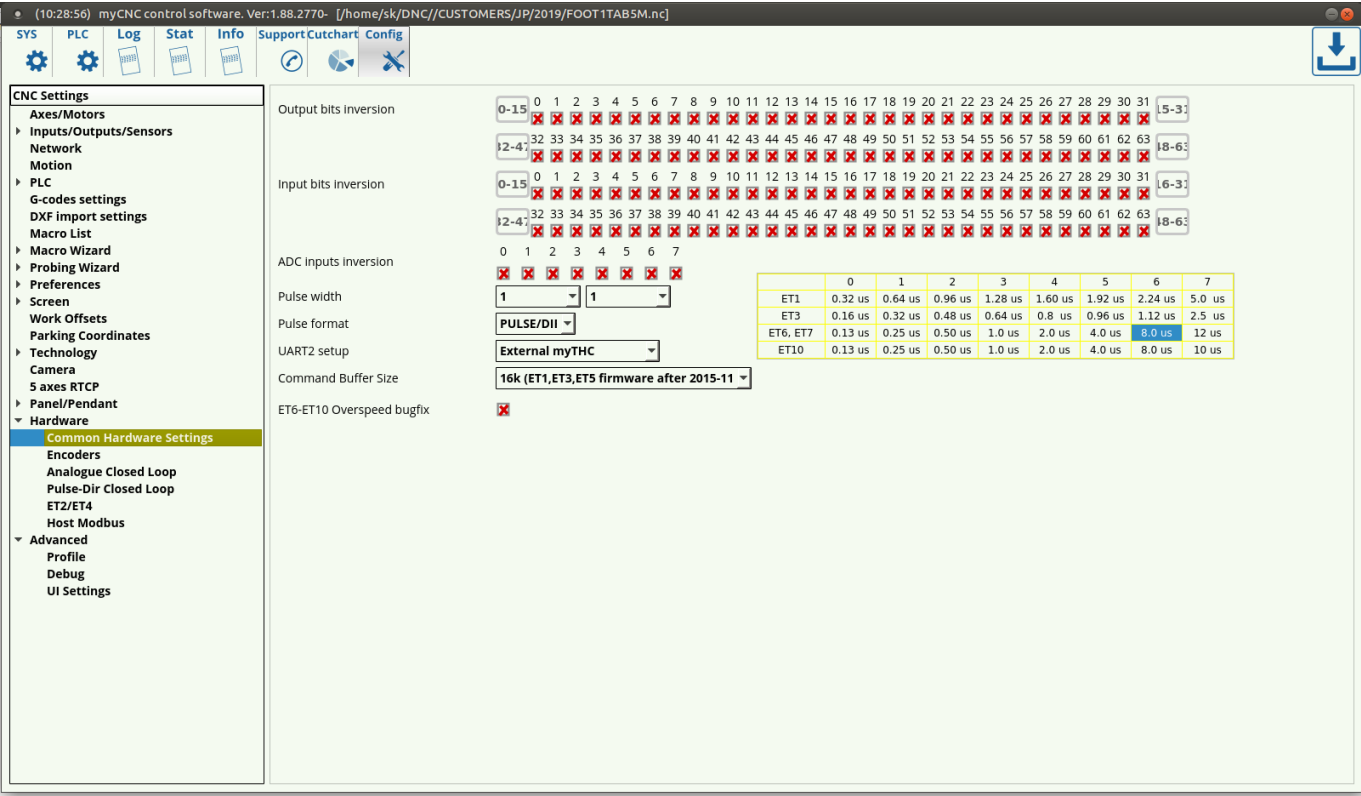 (10:28:56) myCNC control software. Ver:1.88.2770- [/home/sk/DNC//CUSTOMERS/JP/2019/FOOT1TAB5M.nc]
SYS PLC Log Stat Info Support Cutchart Config
CNC Settings
Axes/Motors
Inputs/Outputs/Sensors
Network
Motion
PLC
G-codes settings
DXF import settings
Macro List
Macro Wizard
Probing Wizard
Preferences
Screen
Work Offsets
Parking Coordinates
Technology
Camera
5 axes RTCP
Panel/Pendant
Hardware
Common Hardware Settings
Encoders
Analogue Closed Loop
Pulse-Dir Closed Loop
ET2/ET4
Host Modbus
Advanced
Profile
Debug
UI Settings
Output bits inversion 0-15 0 1 2 3 4 5 6 7 8 9 10 11 12 13 14 15 16 17 18 19 20 21 22 23 24 25 26 27 28 29 30 31 15-31
32-47 32 33 34 35 36 37 38 39 40 41 42 43 44 45 46 47 48 49 50 51 52 53 54 55 56 57 58 59 60 61 62 63 48-63
Input bits inversion 0-15 0 1 2 3 4 5 6 7 8 9 10 11 12 13 14 15 16 17 18 19 20 21 22 23 24 25 26 27 28 29 30 31 16-31
32-47 32 33 34 35 36 37 38 39 40 41 42 43 44 45 46 47 48 49 50 51 52 53 54 55 56 57 58 59 60 61 62 63 48-63
ADC inputs inversion 0 1 2 3 4 5 6 7
Pulse width 1 1
Pulse format PULSE/DII
UART2 setup External myTHC
Command Buffer Size 16k (ET1,ET3,ET5 firmware after 2015-11
ET6-ET10 Overspeed bugfix
0 1 2 3 4 5 6 7
ET1 0.32 us 0.64 us 0.96 us 1.28 us 1.60 us 1.92 us 2.24 us 5.0 us
ET3 0.16 us 0.32 us 0.48 us 0.64 us 0.8 us 0.96 us 1.12 us 2.5 us
ET6, ET7 0.13 us 0.25 us 0.50 us 1.0 us 2.0 us 4.0 us 8.0 us 12 us
ET10 0.13 us 0.25 us 0.50 us 1.0 us 2.0 us 4.0 us 8.0 us 10 us